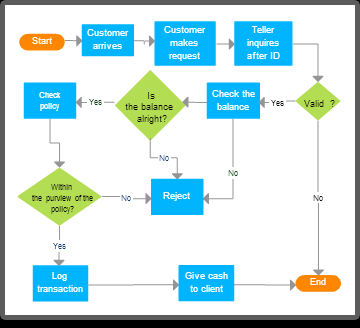 Start
Customer
arrives
Customer
makes
request
Teller
inquires
after ID
Valid ?
Yes
Check the
balance
Is
the balance
alright?
Yes
Check
policy
No
No
No
Within
the purview of the
policy?
No
Reject
Yes
Log
transaction
Give cash
to client
End